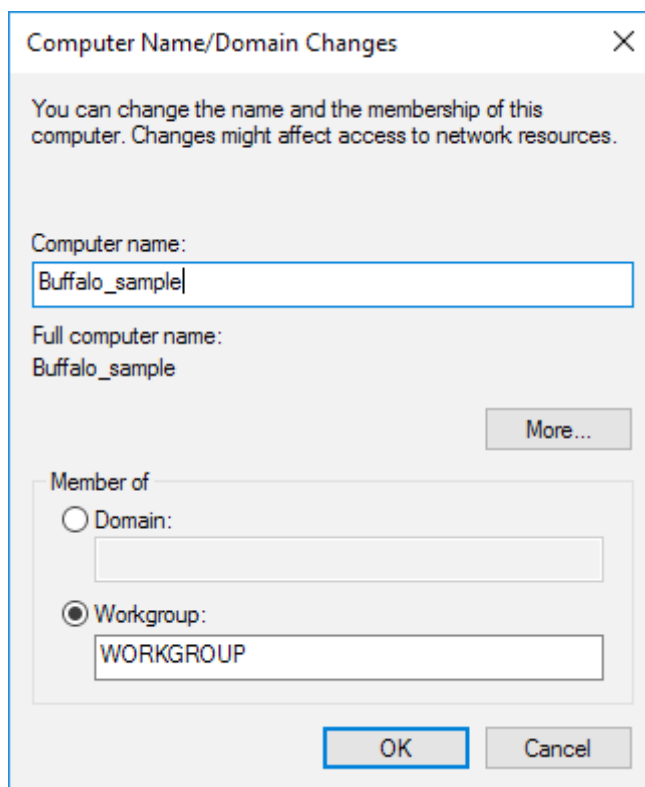 Computer Name/Domain Changes
You can change the name and the membership of this
computer. Changes might affect access to network resources.
Computer name:
Buffalo_sample
Full computer name:
Buffalo_sample
More...
Member of
Domain:
Workgroup:
WORKGROUP
OK
Cancel